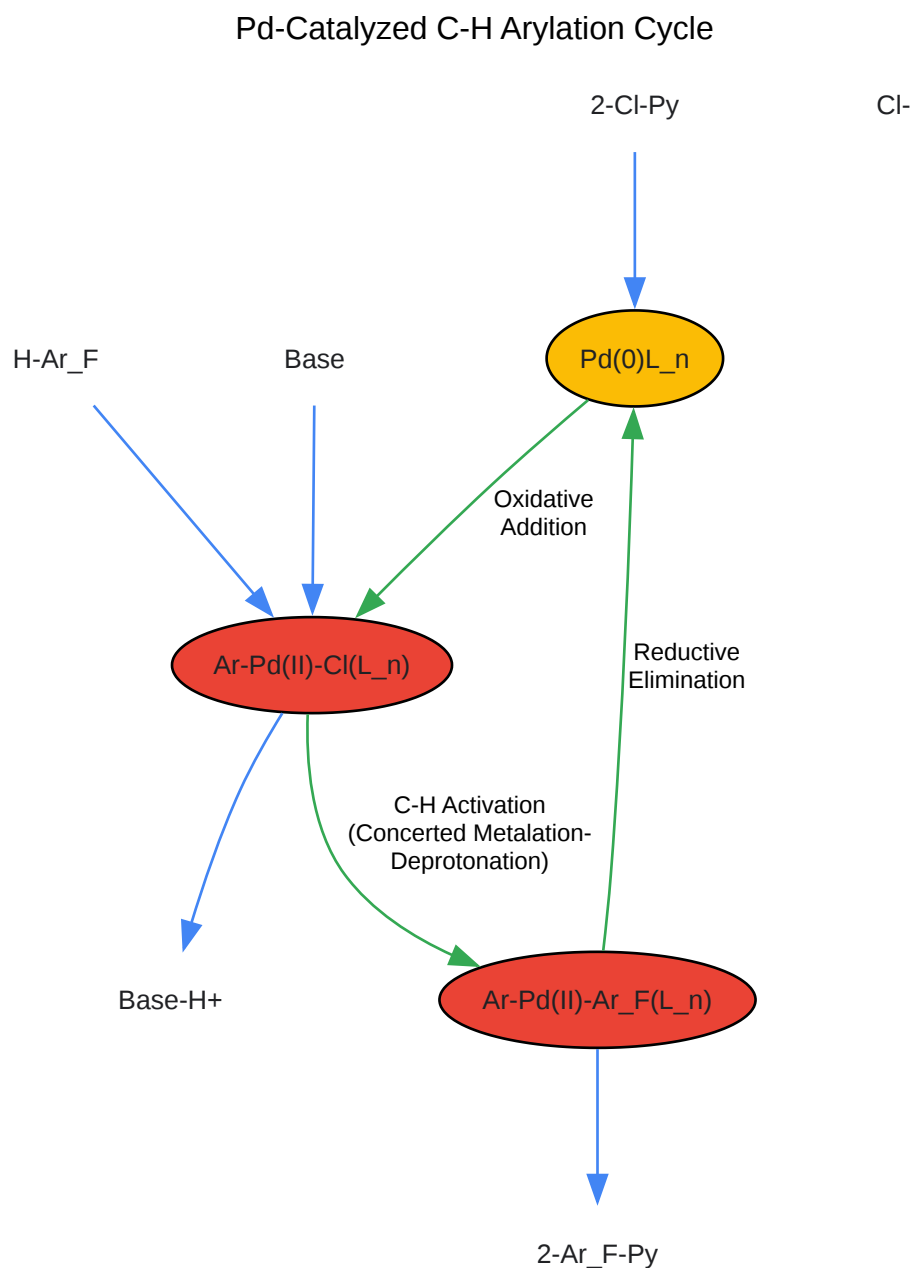 Pd-Catalyzed C-H Arylation Cycle
2-Cl-Py
Cl-
H-Ar_F
Base
Pd(0)L_n
Oxidative
Addition
Ar-Pd(II)-Cl(L_n)
Reductive
Elimination
C-H Activation
(Concerted Metalation-
Deprotonation)
Base-H+
Ar-Pd(II)-Ar_F(L_n)
2-Ar_F-Py